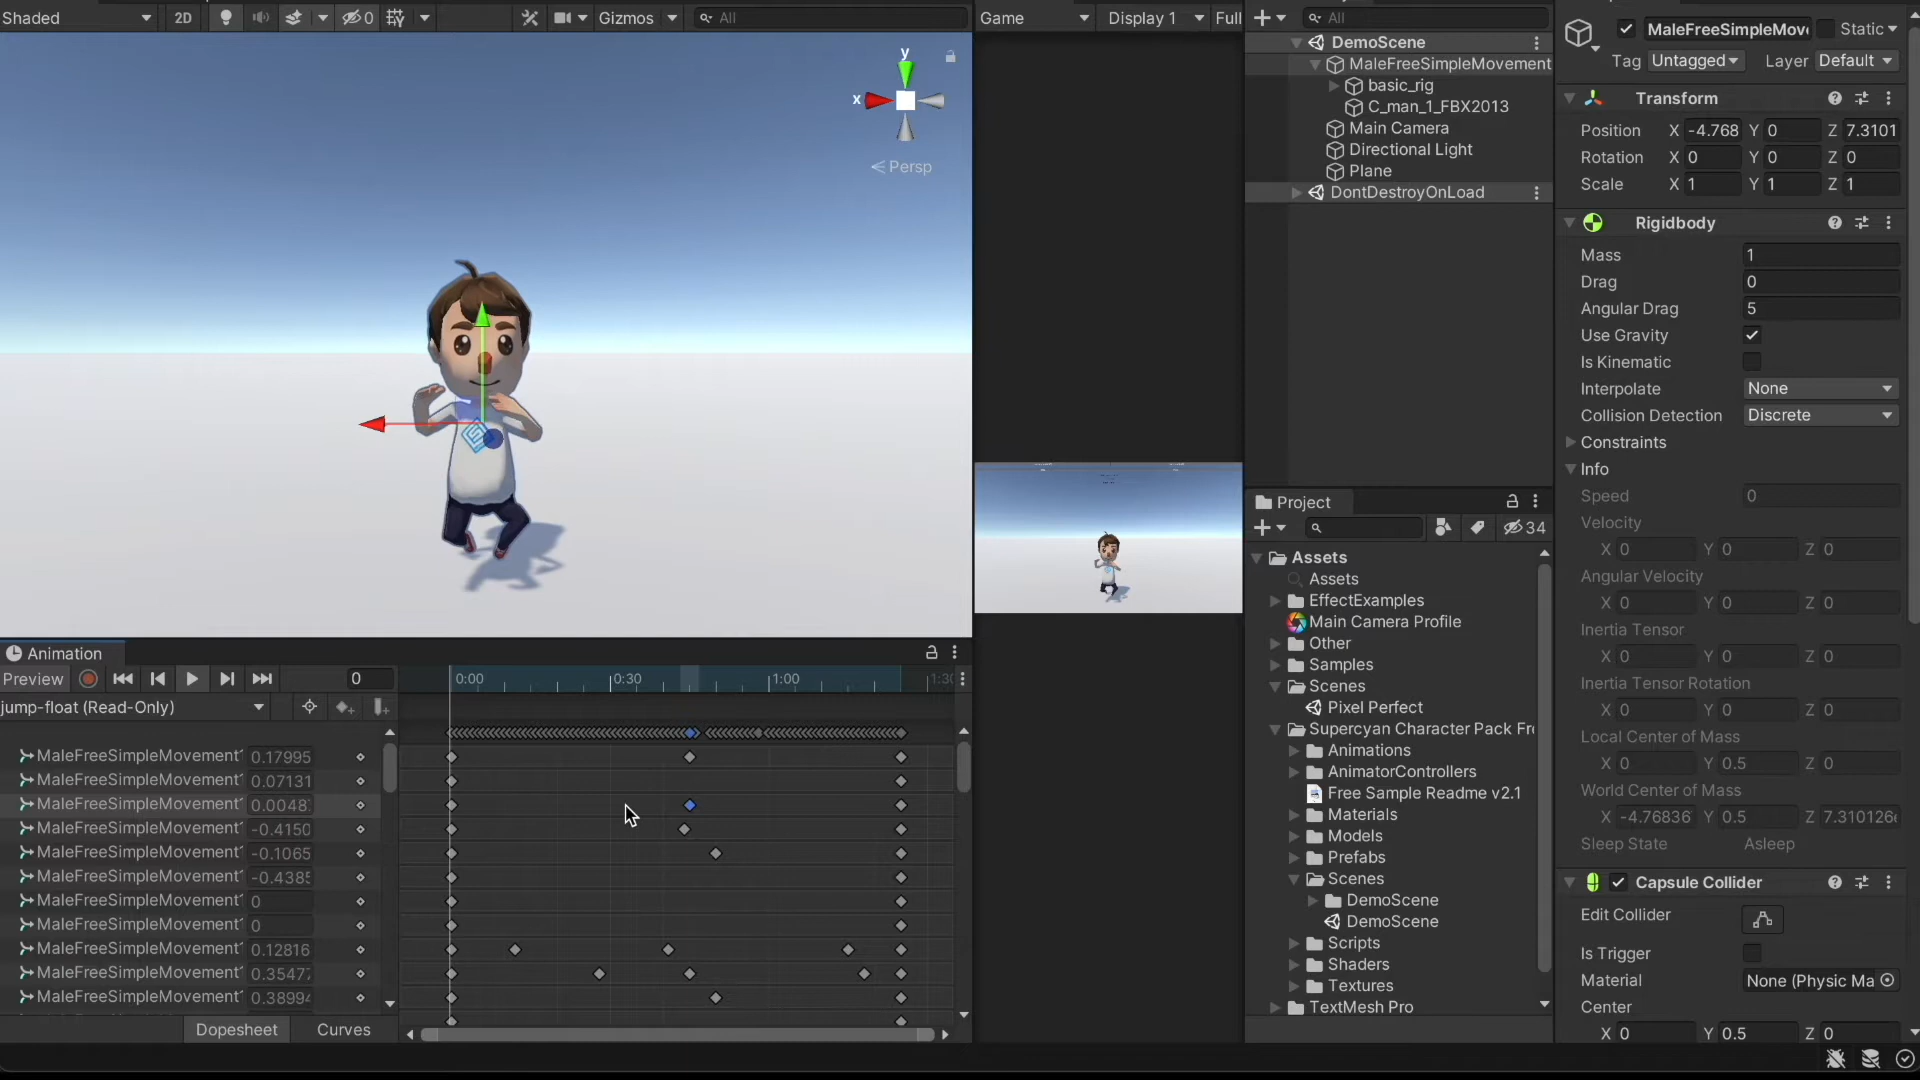 Shaded 2D 0 Gizmos All
y
x
Persp
Game Display 1 Full
All
DemoScene
MaleFreeSimpleMovement
basic_rig
C_man_1_FBX2013
Main Camera
Directional Light
Plane
DontDestroyOnLoad
Project
34
Assets
Assets
EffectExamples
Main Camera Profile
Other
Samples
Scenes
Pixel Perfect
Supercyan Character Pack Fr
Animations
AnimatorControllers
Free Sample Readme v2.1
Materials
Models
Prefabs
Scenes
DemoScene
DemoScene
Scripts
Shaders
Textures
TextMesh Pro
MaleFreeSimpleMov Static
Tag Untagged Layer Default
Transform
Position X -4.768 Y 0 Z 7.3101
Rotation X 0 Y 0 Z 0
Scale X 1 Y 1 Z 1
Rigidbody
Mass 1
Drag 0
Angular Drag 5
Use Gravity
Is Kinematic
Interpolate None
Collision Detection Discrete
Constraints
Info
Speed 0
Velocity
X 0 Y 0 Z 0
Angular Velocity
X 0 Y 0 Z 0
Inertia Tensor
X 0 Y 0 Z 0
Inertia Tensor Rotation
X 0 Y 0 Z 0
Local Center of Mass
X 0 Y 0.5 Z 0
World Center of Mass
X -4.76836 Y 0.5 Z 7.310126
Sleep State Asleep
Capsule Collider
Edit Collider
Is Trigger
Material None (Physic Ma
Center
X 0 Y 0.5 Z 0
Animation
Preview 0 0:00 0:30 1:00 1:30
jump-float (Read-Only)
MaleFreeSimpleMovement 0.17995
MaleFreeSimpleMovement 0.07131
MaleFreeSimpleMovement 0.0048
MaleFreeSimpleMovement -0.4150
MaleFreeSimpleMovement -0.1065
MaleFreeSimpleMovement -0.4385
MaleFreeSimpleMovement 0
MaleFreeSimpleMovement 0
MaleFreeSimpleMovement 0.12816
MaleFreeSimpleMovement 0.3547
MaleFreeSimpleMovement 0.38994
Dopesheet Curves